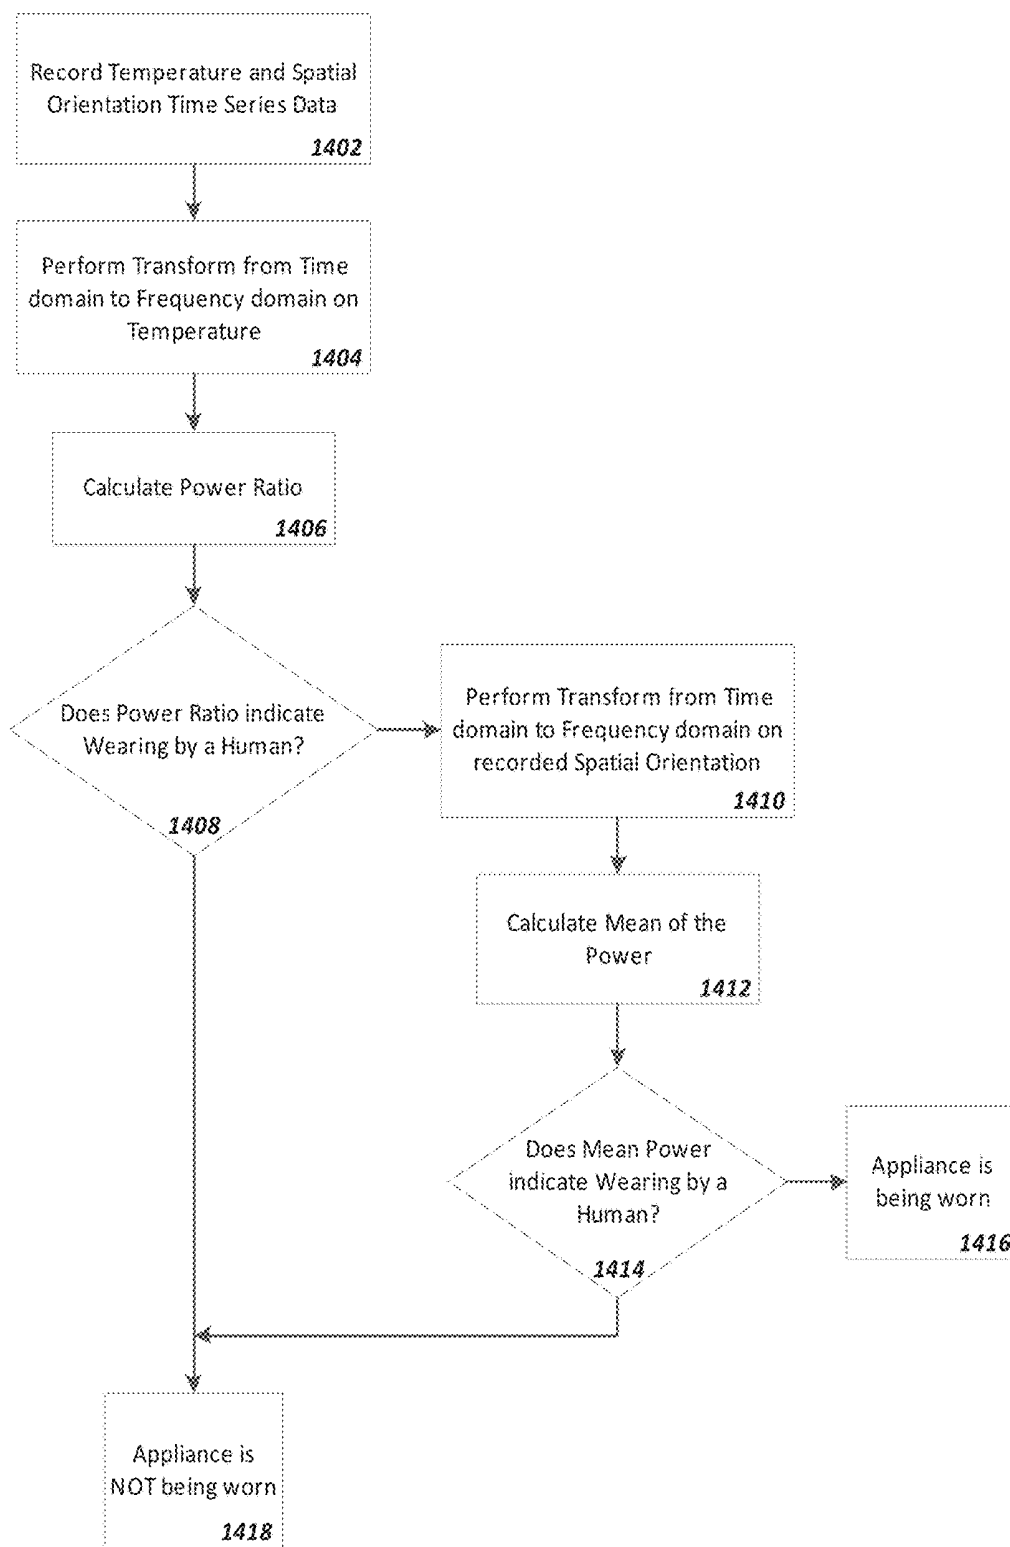 Record Temperature and Spatial
Orientation Time Series Data
1402
Perform Transform from Time
domain to Frequency domain on
Temperature
1404
Calculate Power Ratio
1406
Does Power Ratio indicate
Wearing by a Human?
1408
Perform Transform from Time
domain to Frequency domain on
recorded Spatial Orientation
1410
Calculate Mean of the
Power
1412
Does Mean Power
indicate Wearing by a
Human?
1414
Appliance is
being worn
1416
Appliance is
NOT being worn
1418